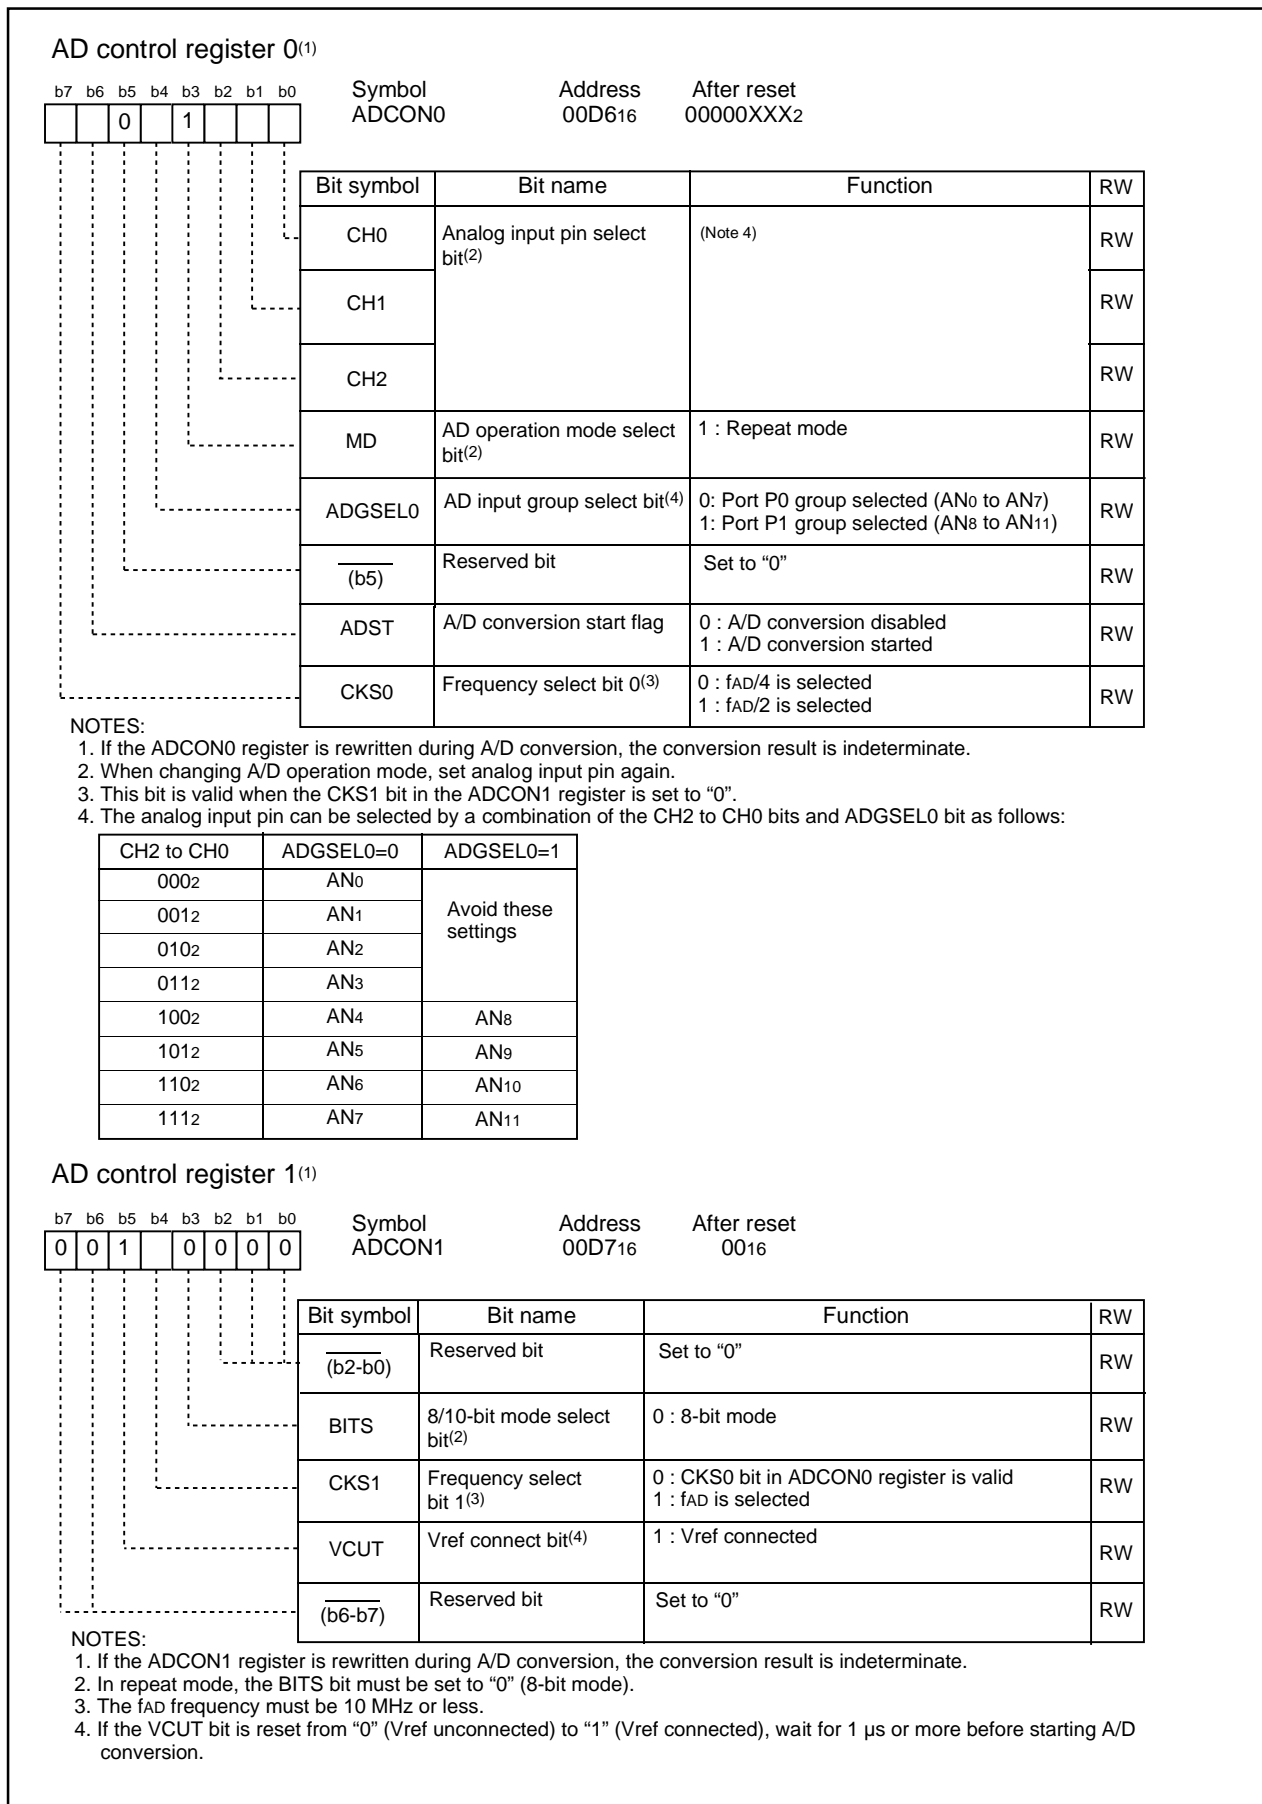 AD control register 0(1)
b7 b6 b5 b4 b3 b2 b1 b0
Symbol Address After reset
ADCON0 00D616 00000XXX2
0 1
Bit symbol Bit name Function RW
CH0 Analog input pin select bit(2) (Note 4) RW
CH1 RW
CH2 RW
MD AD operation mode select bit(2) 1 : Repeat mode RW
ADGSEL0 AD input group select bit(4) 0: Port P0 group selected (AN0 to AN7)
1: Port P1 group selected (AN8 to AN11) RW
(b5) Reserved bit Set to “0” RW
ADST A/D conversion start flag 0 : A/D conversion disabled
1 : A/D conversion started RW
CKS0 Frequency select bit 0(3) 0 : fAD/4 is selected
1 : fAD/2 is selected RW
NOTES:
1. If the ADCON0 register is rewritten during A/D conversion, the conversion result is indeterminate.
2. When changing A/D operation mode, set analog input pin again.
3. This bit is valid when the CKS1 bit in the ADCON1 register is set to “0”.
4. The analog input pin can be selected by a combination of the CH2 to CH0 bits and ADGSEL0 bit as follows:
CH2 to CH0 ADGSEL0=0 ADGSEL0=1
0002 AN0
0012 AN1 Avoid these
settings
0102 AN2
0112 AN3
1002 AN4 AN8
1012 AN5 AN9
1102 AN6 AN10
1112 AN7 AN11
AD control register 1(1)
b7 b6 b5 b4 b3 b2 b1 b0
Symbol Address After reset
ADCON1 00D716 0016
0 0 1 0 0 0 0
Bit symbol Bit name Function RW
(b2-b0) Reserved bit Set to “0” RW
BITS 8/10-bit mode select bit(2) 0 : 8-bit mode RW
CKS1 Frequency select bit 1(3) 0 : CKS0 bit in ADCON0 register is valid
1 : fAD is selected RW
VCUT Vref connect bit(4) 1 : Vref connected RW
(b6-b7) Reserved bit Set to “0” RW
NOTES:
1. If the ADCON1 register is rewritten during A/D conversion, the conversion result is indeterminate.
2. In repeat mode, the BITS bit must be set to “0” (8-bit mode).
3. The fAD frequency must be 10 MHz or less.
4. If the VCUT bit is reset from “0” (Vref unconnected) to “1” (Vref connected), wait for 1 µs or more before starting A/D
conversion.